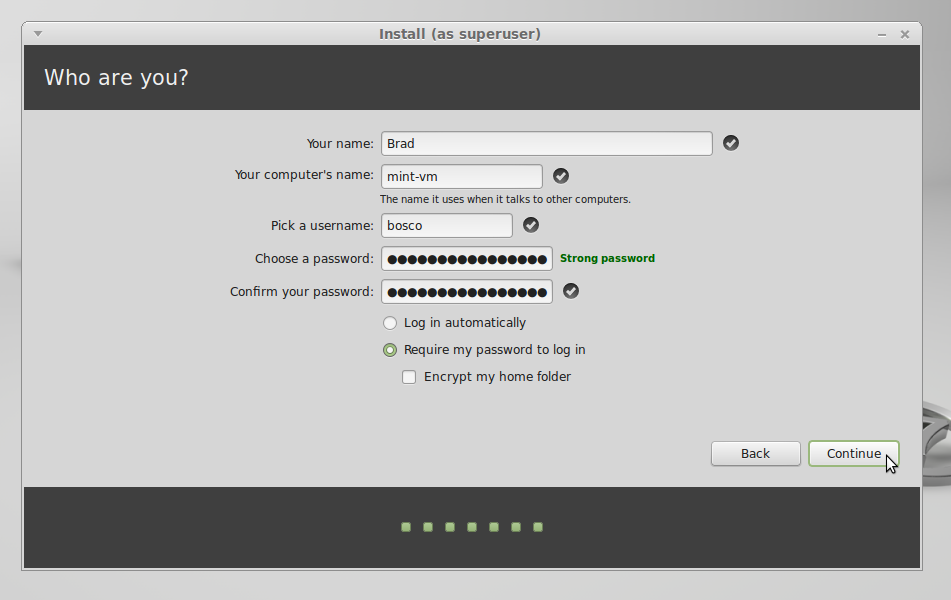 Install (as superuser)
Who are you?
Your name: Brad
Your computer's name: mint-vm
The name it uses when it talks to other computers.
Pick a username: bosco
Choose a password: ●●●●●●●●●●●●●●●● Strong password
Confirm your password: ●●●●●●●●●●●●●●●●
Log in automatically
Require my password to log in
Encrypt my home folder
Back Continue